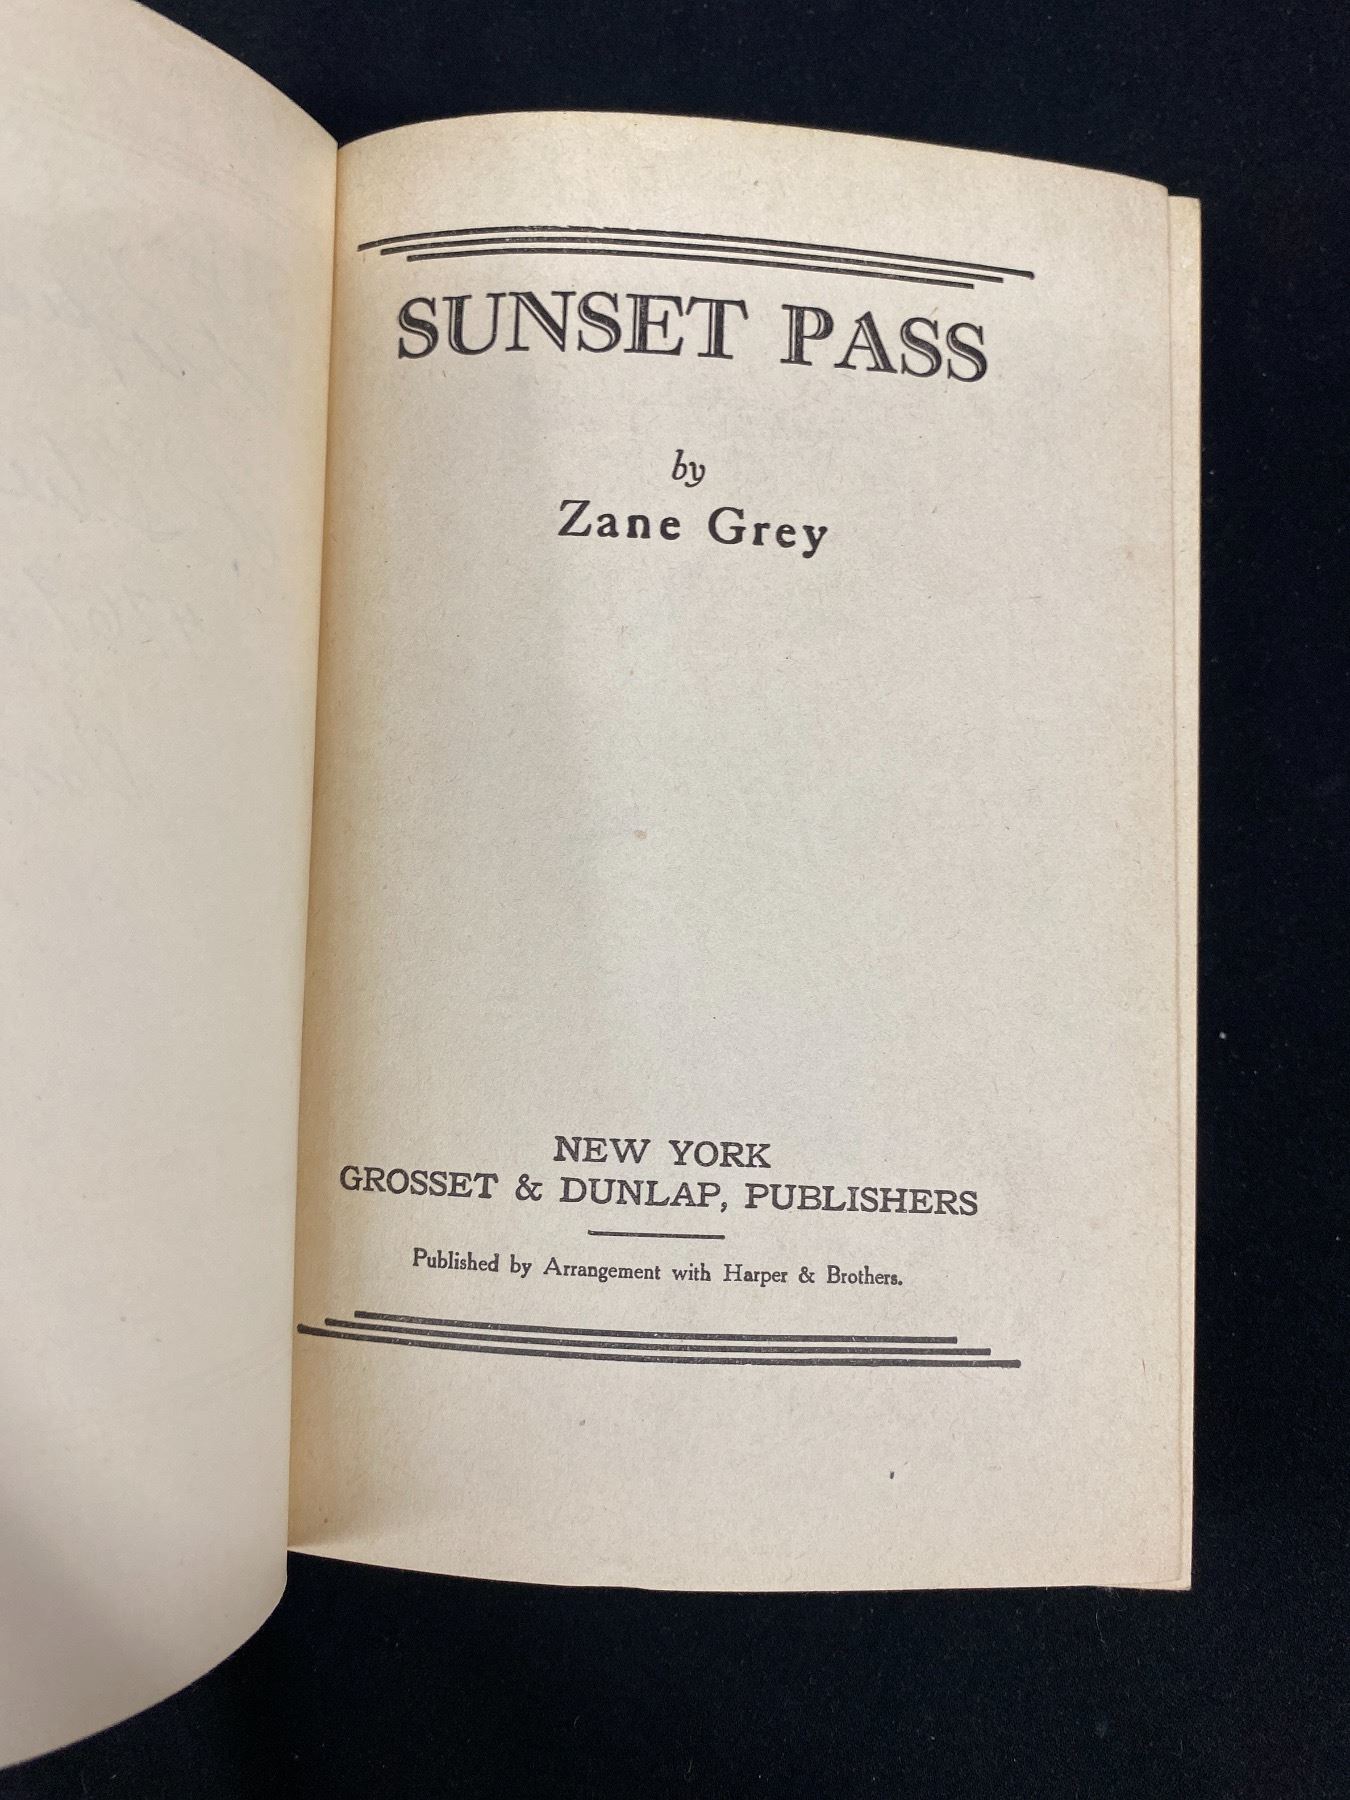 SUNSET PASS
by
Zane Grey
NEW YORK
GROSSET & DUNLAP, PUBLISHERS
Published by Arrangement with Harper & Brothers.